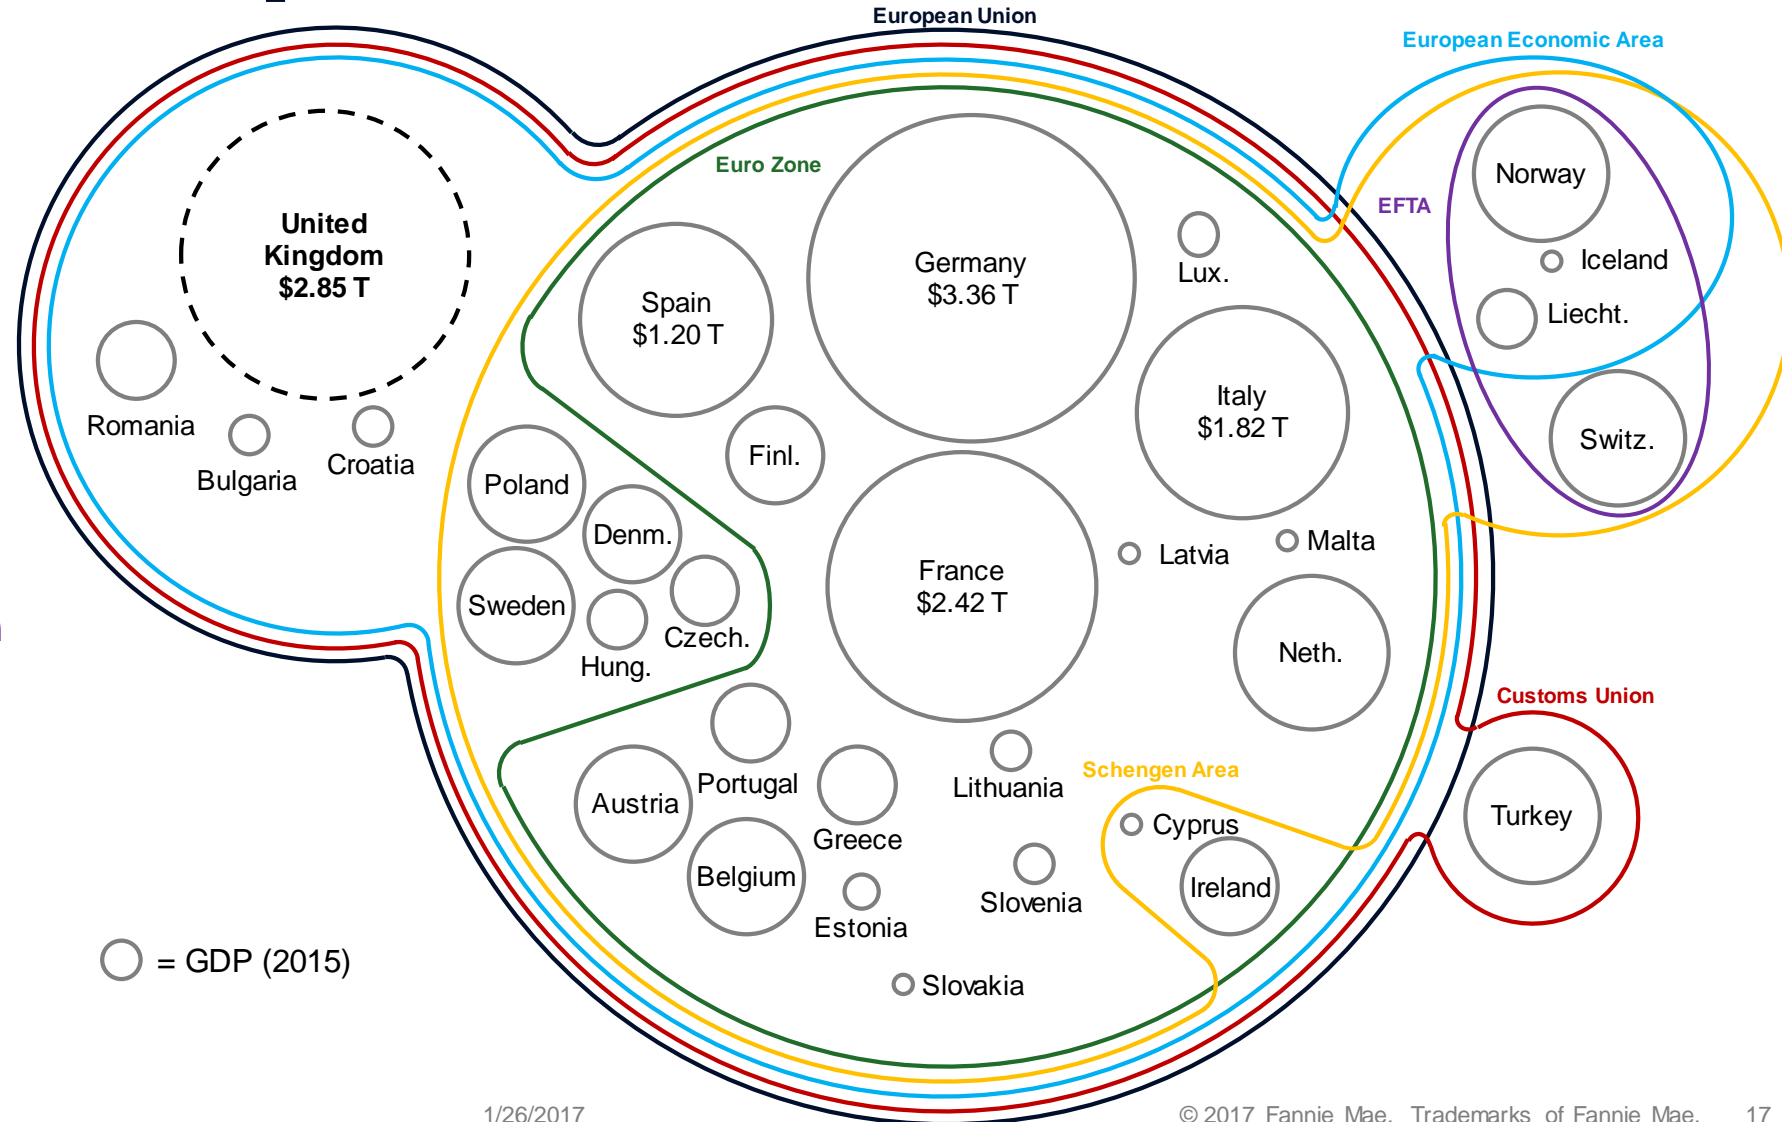 European Union
European Economic Area
Euro Zone
EFTA
Norway
Iceland
Liecht.
Switz.
United
Kingdom
$2.85 T
Romania
Bulgaria
Croatia
Germany
$3.36 T
Lux.
Spain
$1.20 T
Italy
$1.82 T
Finl.
Poland
Denm.
Sweden
Hung.
Czech.
France
$2.42 T
Latvia
Malta
Neth.
Customs Union
Turkey
Portugal
Austria
Greece
Belgium
Estonia
Lithuania
Schengen Area
Cyprus
Ireland
Slovenia
Slovakia
= GDP (2015)
1/26/2017
© 2017 Fannie Mae. Trademarks of Fannie Mae.
17